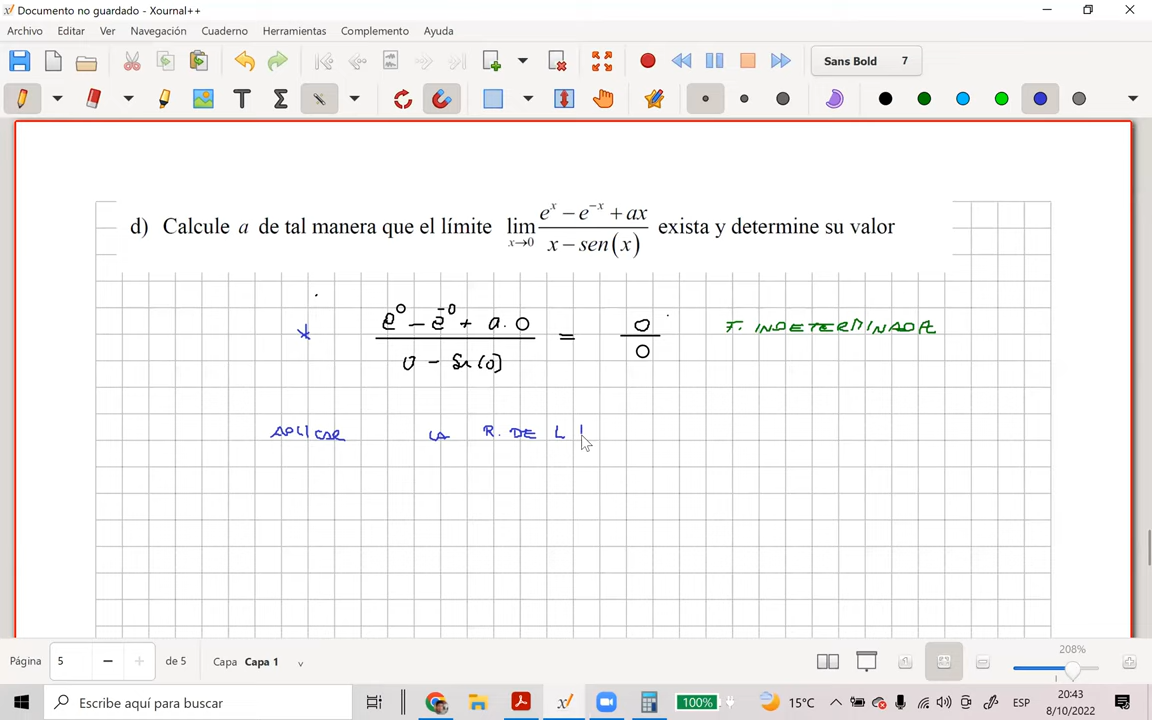 Documento no guardado - Xournal++
Archivo Editar Ver Navegación Cuaderno Herramientas Complemento Ayuda
Sans Bold 7
d) Calcule a de tal manera que el límite lim x→0 (e^x − e^−x + ax)/(x − sen(x)) exista y determine su valor
* (e^0 − e^−0 + a.0)/(0 − Sen(0)) = 0/0 F. INDETERMINADA
APLICAR LA R. DE L'
Página 5 de 5 Capa Capa 1 208%
Escribe aquí para buscar 100% 15°C ESP 20:43
8/10/2022